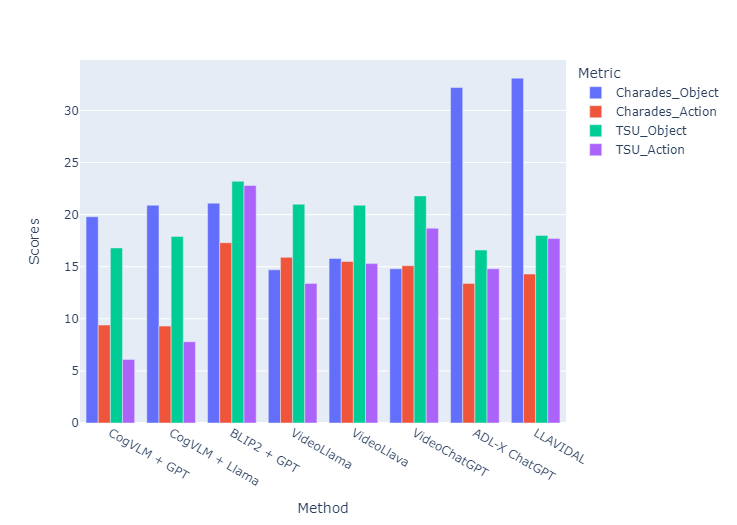 Metric
Charades_Object
Charades_Action
TSU_Object
TSU_Action
Scores
30
25
20
15
10
5
0
CogVLM + GPT
CogVLM + Llama
BLIP2 + GPT
VideoLlama
VideoLlava
VideoChatGPT
ADL-X ChatGPT
LLAVIDAL
Method